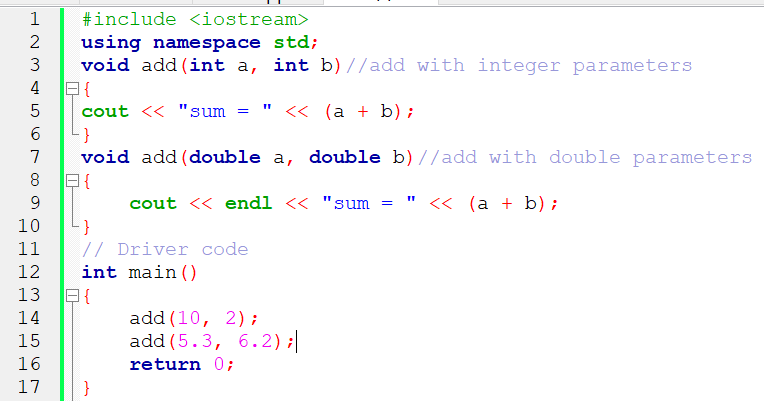 1 #include <iostream>
2 using namespace std;
3 void add(int a, int b)//add with integer parameters
4 {
5 cout << "sum = " << (a + b);
6 }
7 void add(double a, double b)//add with double parameters
8 {
9     cout << endl << "sum = " << (a + b);
10 }
11 // Driver code
12 int main()
13 {
14     add(10, 2);
15     add(5.3, 6.2);
16     return 0;
17 }